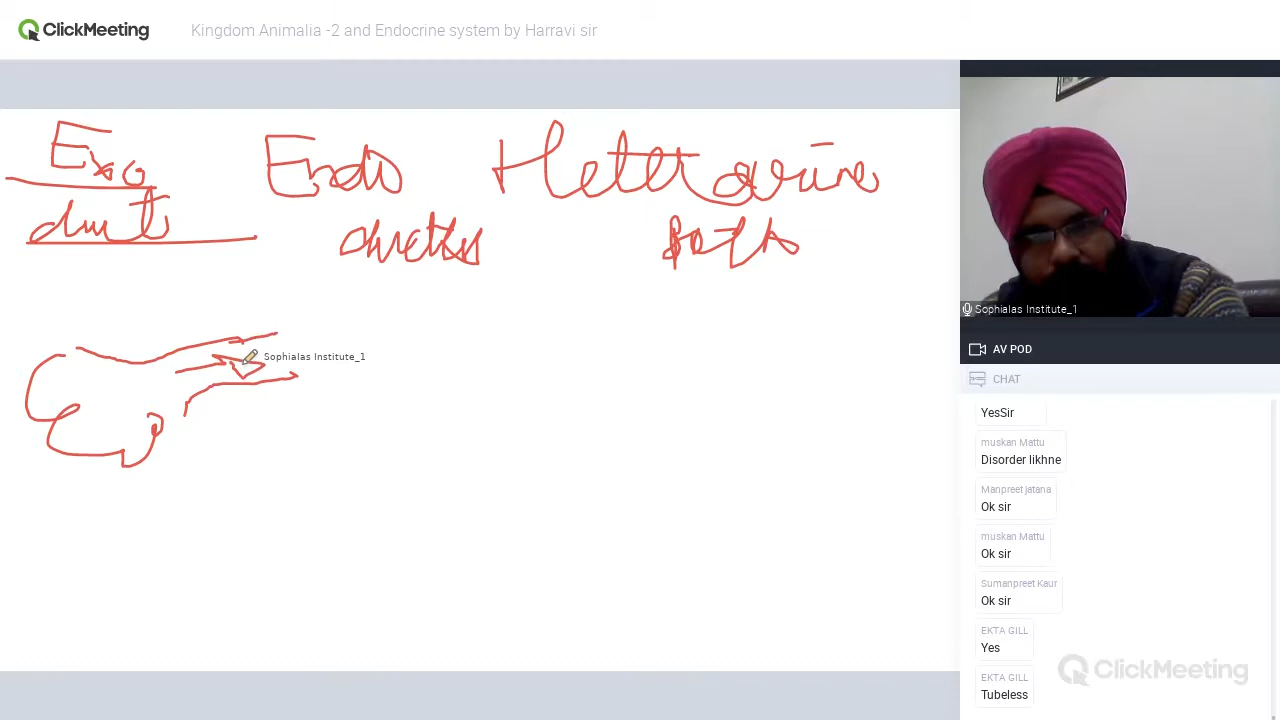 ClickMeeting
Kingdom Animalia -2 and Endocrine system by Harravi sir
Exo Endo Heterocrine
duct ductless both
Sophialas Institute_1
Sophialas Institute_1
AV POD
CHAT
YesSir
muskan Mattu
Disorder likhne
Manpreet jatana
Ok sir
muskan Mattu
Ok sir
Sumanpreet Kaur
Ok sir
EKTA GILL
Yes
EKTA GILL
Tubeless
ClickMeeting